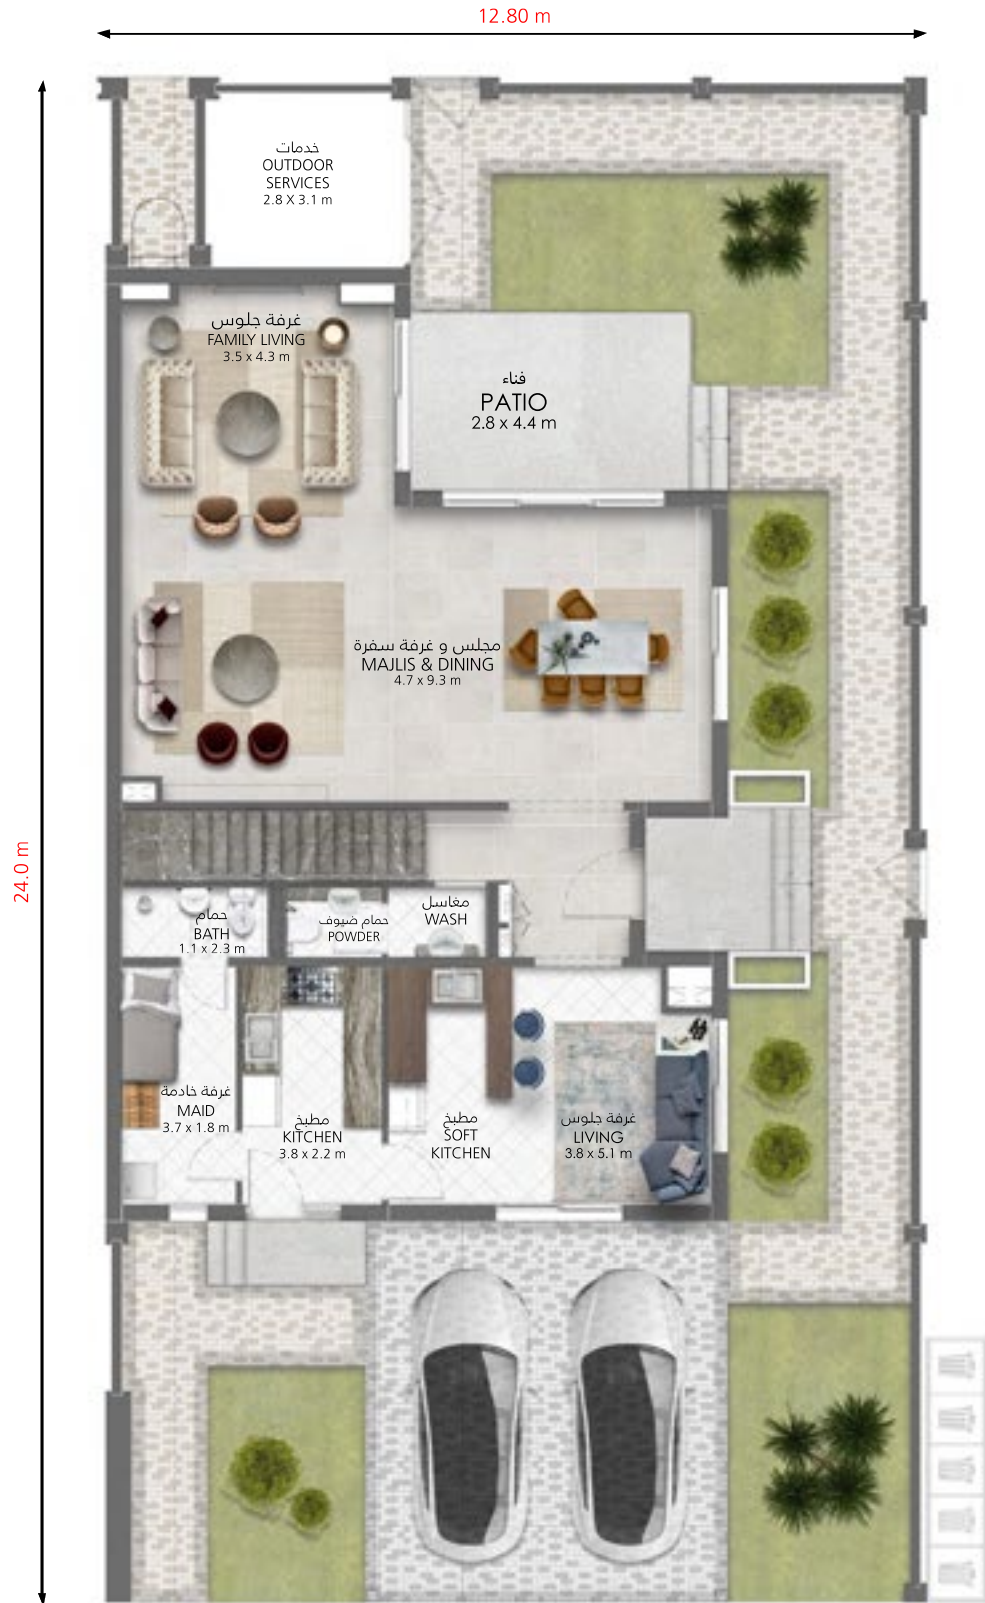 12.80 m
خدمات
OUTDOOR
SERVICES
2.8 X 3.1 m
غرفة جلوس
FAMILY LIVING
3.5 x 4.3 m
فناء
PATIO
2.8 x 4.4 m
مجلس و غرفة سفرة
MAJLIS & DINING
4.7 x 9.3 m
24.0 m
حمام
BATH
1.1 x 2.3 m
حمام ضيوف
POWDER
مغاسل
WASH
غرفة خادمة
MAID
3.7 x 1.8 m
مطبخ
KITCHEN
3.8 x 2.2 m
مطبخ
SOFT
KITCHEN
غرفة جلوس
LIVING
3.8 x 5.1 m